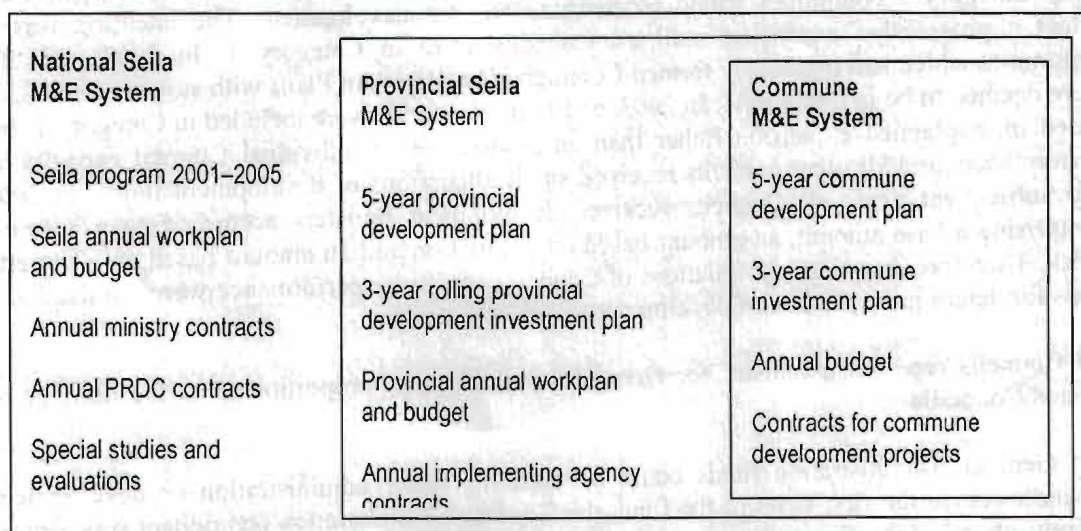 National Seila
M&E System
Seila program 2001–2005
Seila annual workplan
and budget
Annual ministry contracts
Annual PRDC contracts
Special studies and
evaluations
Provincial Seila
M&E System
5-year provincial
development plan
3-year rolling provincial
development investment plan
Provincial annual workplan
and budget
Annual implementing agency
contracts
Commune
M&E System
5-year commune
development plan
3-year commune
investment plan
Annual budget
Contracts for commune
development projects